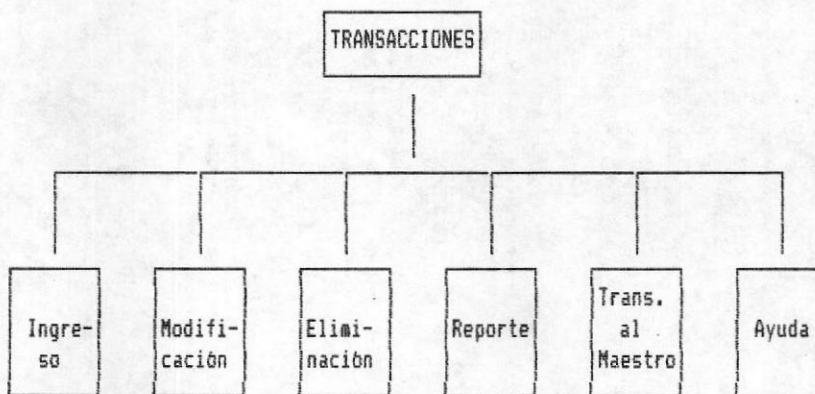 TRANSACCIONES
Ingre-
so
Modifi-
cación
Elimi-
nación
Reporte
Trans.
al
Maestro
Ayuda